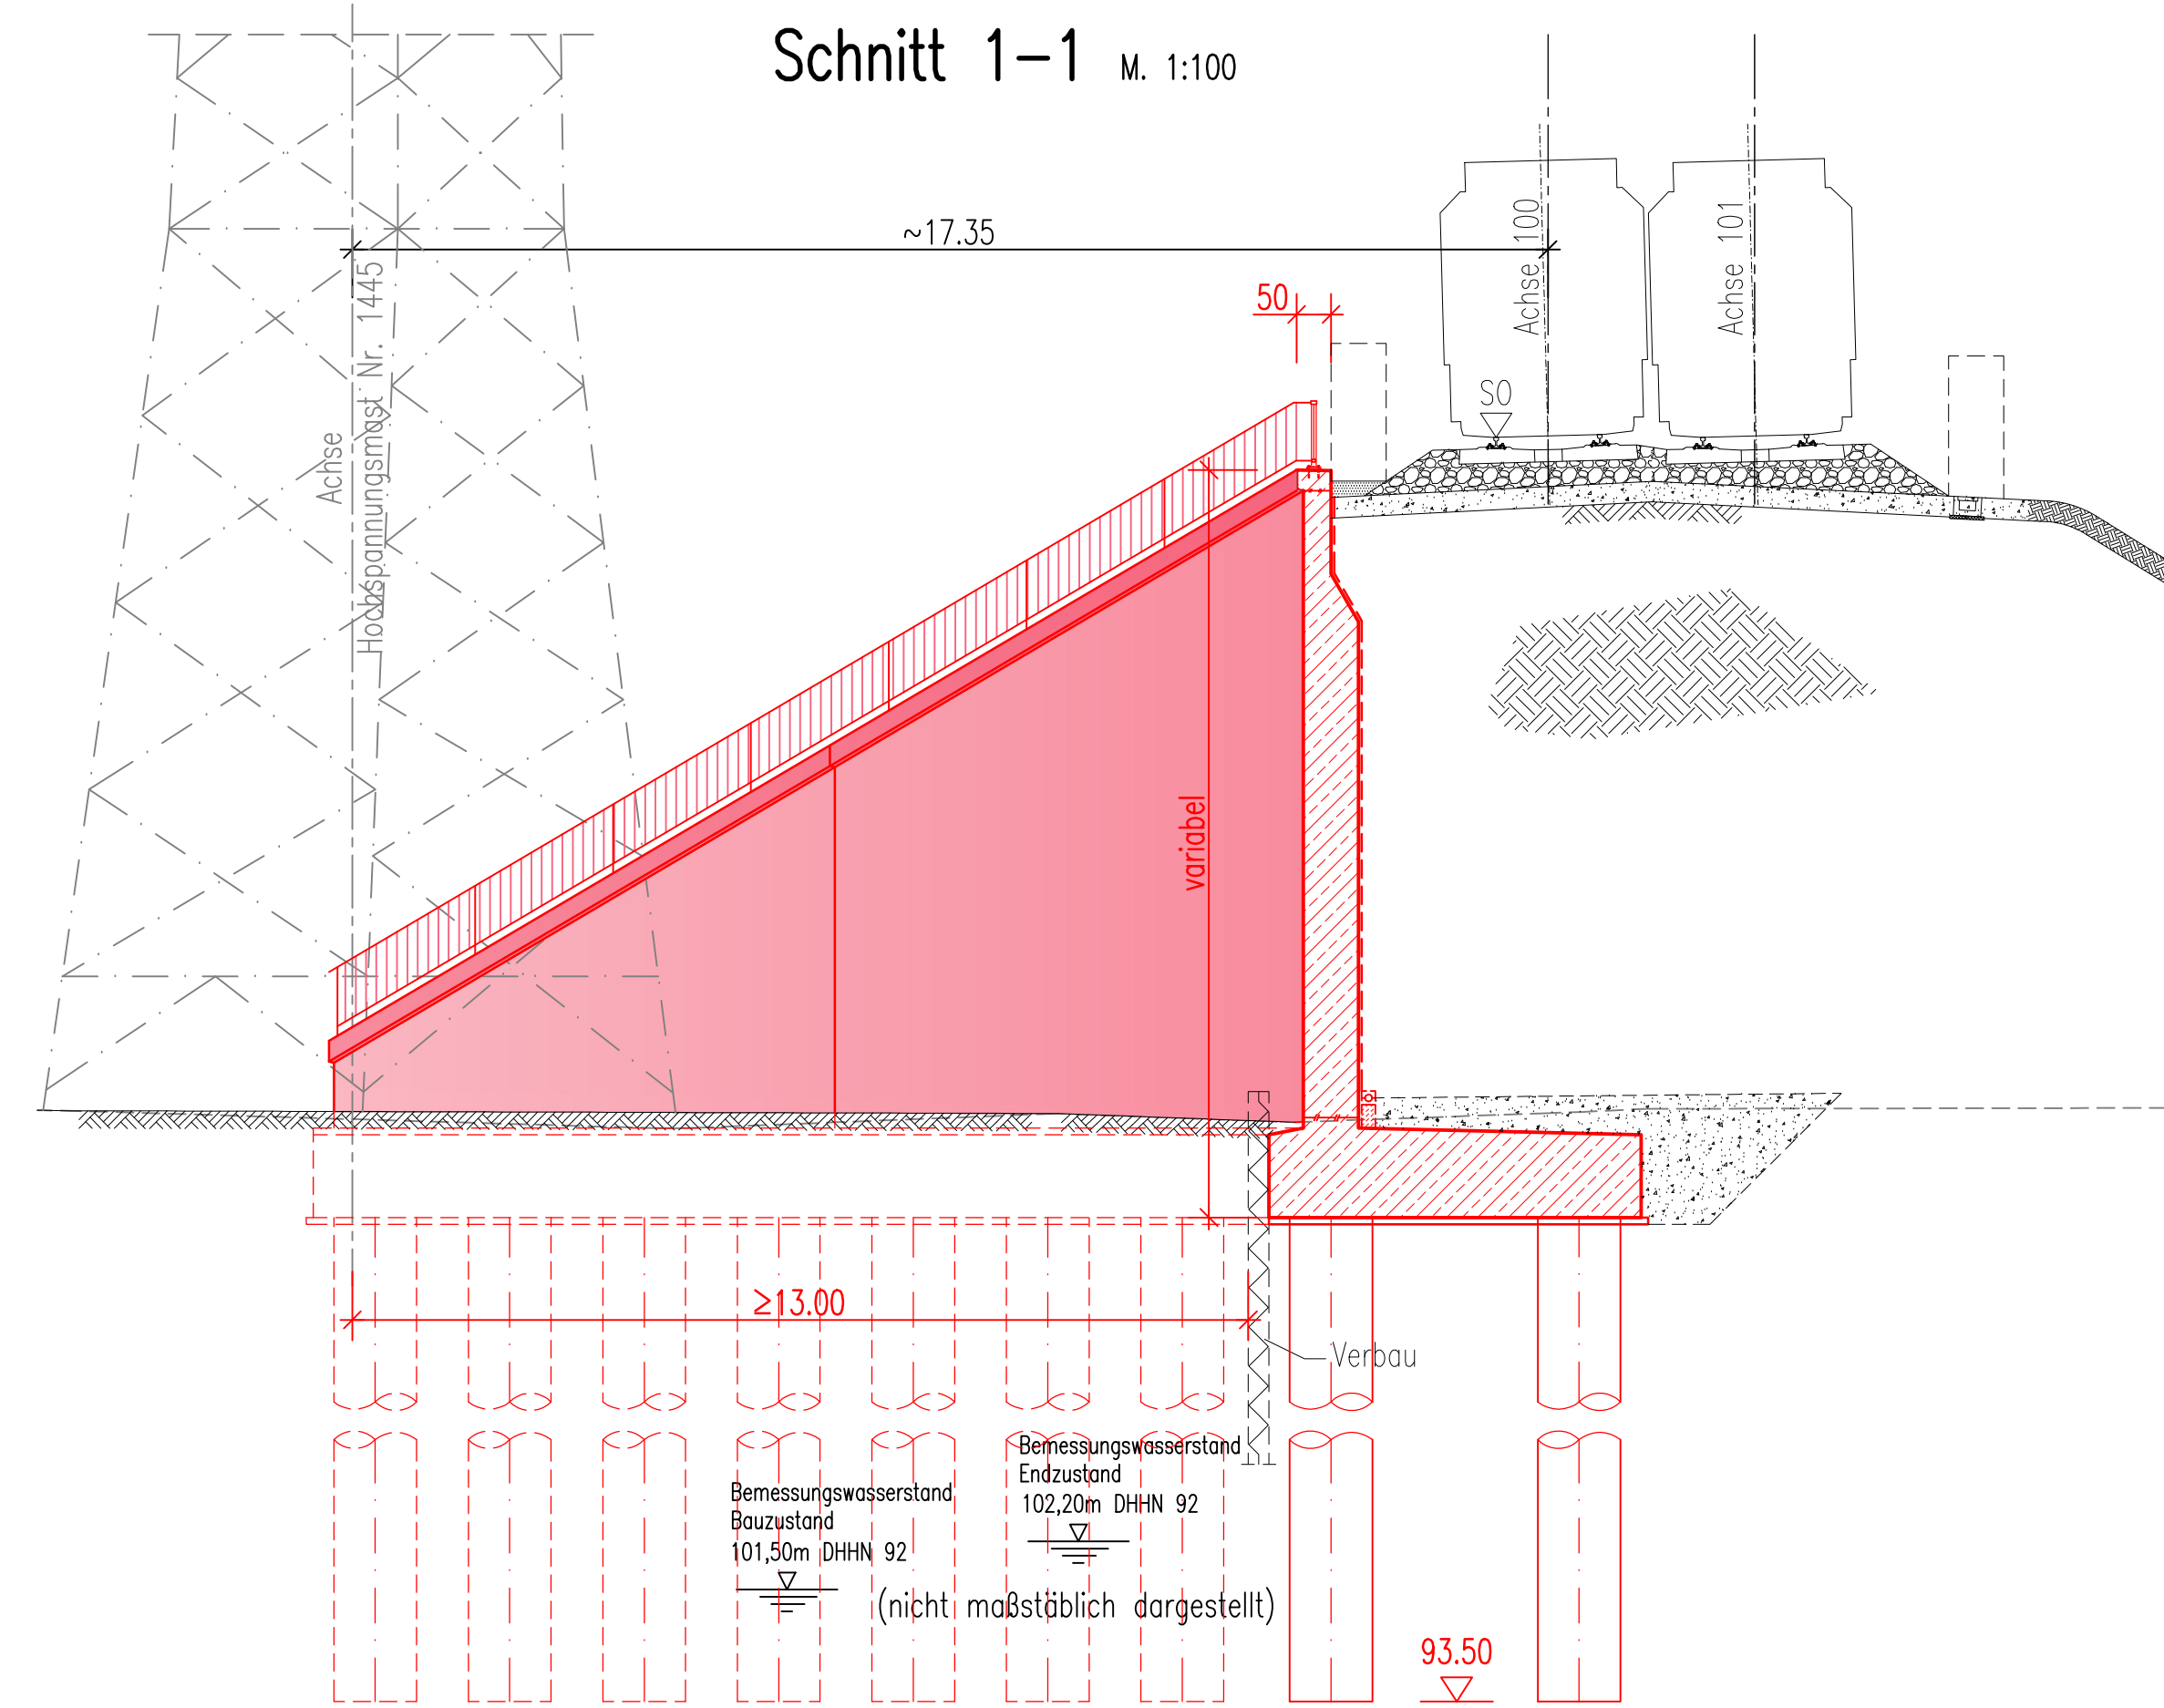 Schnitt 1-1 M. 1:100
~17.35
50
Achse 100
Achse 101
SO
Achse
Hochspannungsmast Nr. 1445
variabel
≥13.00
Verbau
Bemessungswasserstand
Endzustand
102,20m DHHN 92
Bemessungswasserstand
Bauzustand
101,50m DHHN 92
(nicht maßstäblich dargestellt)
93.50